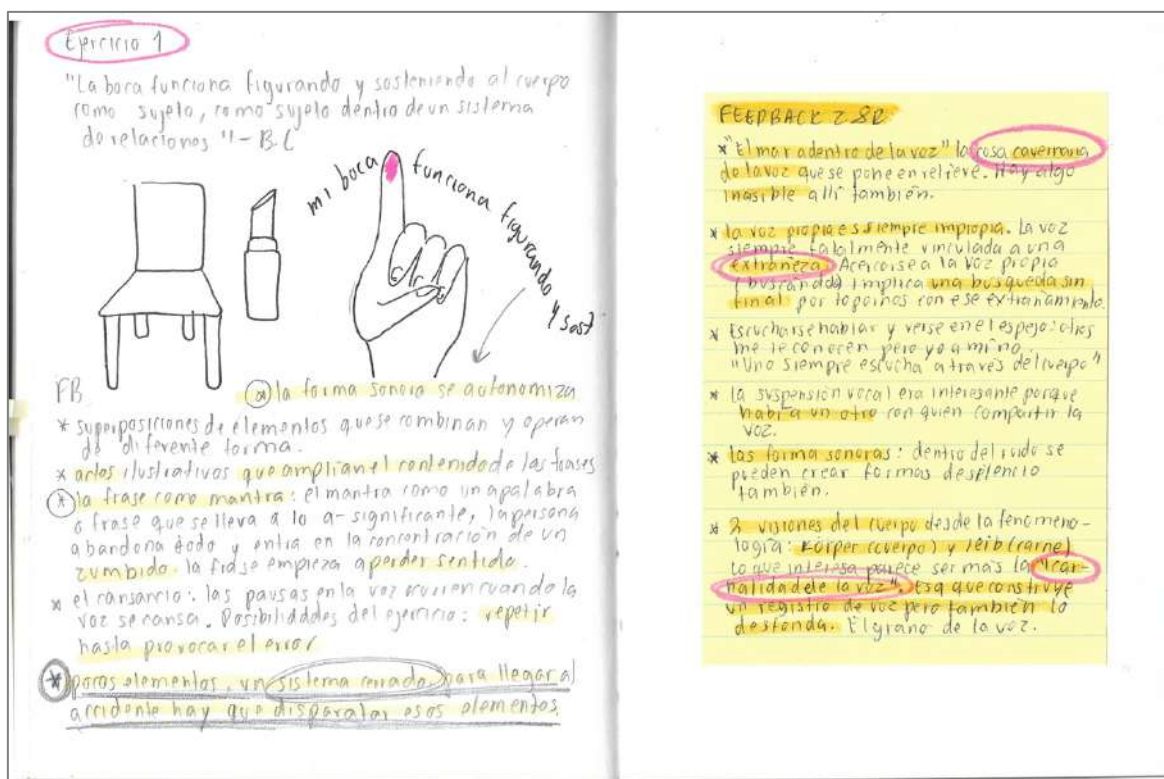 Ejercicio 1
"La boca funciona figurando y sosteniendo al cuerpo
como sujeto, como sujeto dentro de un sistema
de relaciones" - B.C
mi boca funciona figurando y sost
FB
* la forma sonora se autonomiza
* superposiciones de elementos que se combinan y operan
de diferente forma.
* actos ilustrativos que amplian el contenido de las frases
* la frase como mantra: el mantra como una palabra
o frase que se lleva a lo a-significante, la persona
abandona todo y entra en la concentración de un
zumbido. la frase empieza a perder sentido.
* cansancio: las pausas en la voz ocurren cuando la
voz se cansa. Posibilidades del ejercicio: repetir
hasta provocar el error
* pocos elementos, un sistema cerrado para llegar al
accidente hay que disparatar esos elementos.
FEEDBACK Z&R
* "El mar adentro de la voz" la cosa cavernaria
de la voz que se pone en relieve. Hay algo
inasible allí también.
* la voz propia es siempre impropia. La voz
siempre fatalmente vinculada a una
extrañeza. Acercarse a la voz propia
(buscándola) implica una busqueda sin
final por toparnos con ese extrañamiento.
* Escucharse hablar y verse en el espejo: otros
me reconocen pero yo a mi no.
"Uno siempre escucha a través del cuerpo"
* la suspensión vocal era interesante porque
había un otro con quien compartir la
voz.
* las forma sonoras: dentro del ruido se
pueden crear formas de silencio
también.
* 2 visiones del cuerpo desde la fenomeno-
logía: Körper (cuerpo) y leib (carne)
lo que interesa parece ser más la "car-
nalidad de la voz". Esa que construye
un registro de voz pero también lo
desfonda. El grano de la voz.